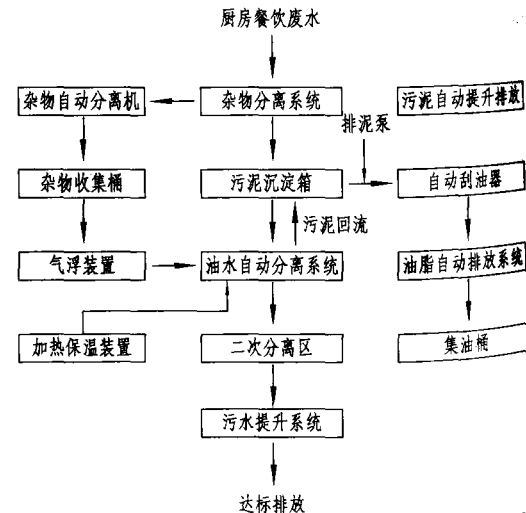 厨房餐饮废水
杂物自动分离机
杂物分离系统
污泥自动提升排放
排泥泵
杂物收集桶
污泥沉淀箱
自动刮油器
污泥回流
气浮装置
油水自动分离系统
油脂自动排放系统
加热保温装置
二次分离区
集油桶
污水提升系统
达标排放